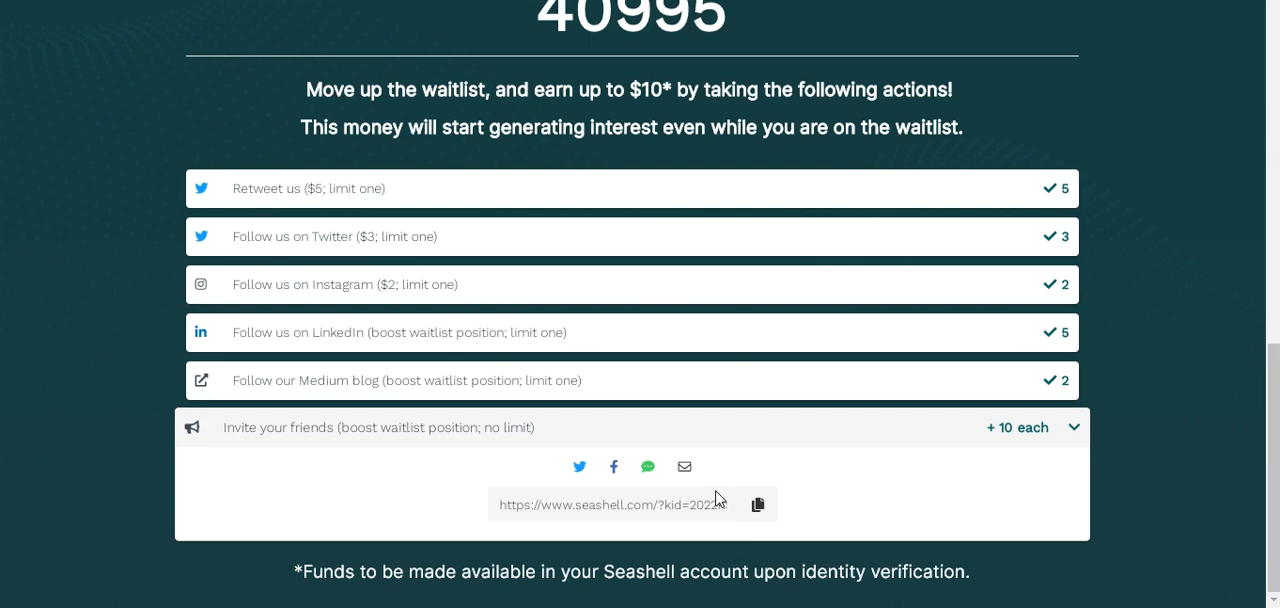 40995
Move up the waitlist, and earn up to $10* by taking the following actions!
This money will start generating interest even while you are on the waitlist.
Retweet us ($5; limit one) 5
Follow us on Twitter ($3; limit one) 3
Follow us on Instagram ($2; limit one) 2
in Follow us on LinkedIn (boost waitlist position; limit one) 5
Follow our Medium blog (boost waitlist position; limit one) 2
Invite your friends (boost waitlist position; no limit) + 10 each
https://www.seashell.com/?kid=2022
*Funds to be made available in your Seashell account upon identity verification.